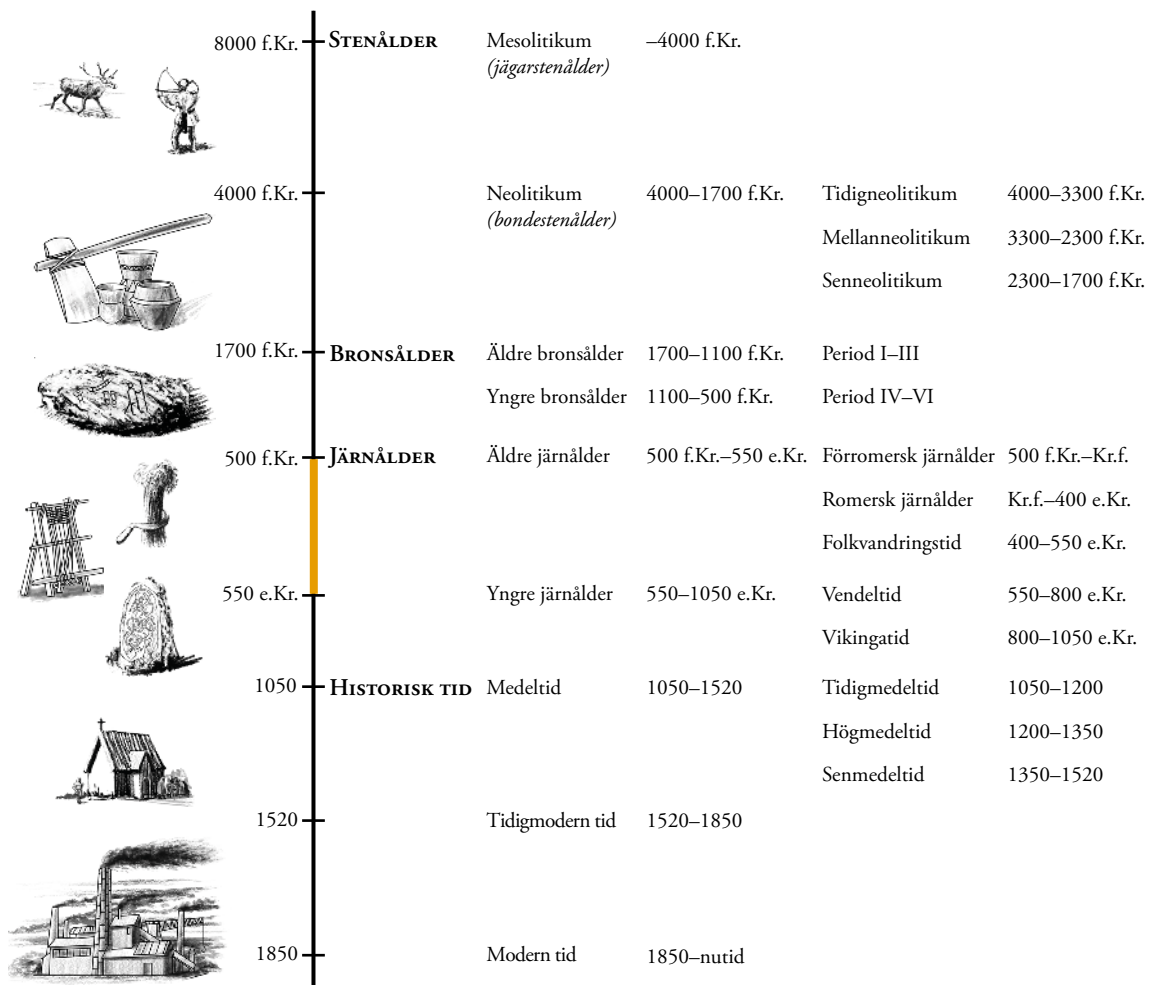 8000 f.Kr. STENÅLDER Mesolitikum –4000 f.Kr.
(jägarstenålder)
4000 f.Kr. Neolitikum 4000–1700 f.Kr. Tidigneolitikum 4000–3300 f.Kr.
(bondestenålder)
Mellanneolitikum 3300–2300 f.Kr.
Senneolitikum 2300–1700 f.Kr.
1700 f.Kr. BRONSÅLDER Äldre bronsålder 1700–1100 f.Kr. Period I–III
Yngre bronsålder 1100–500 f.Kr. Period IV–VI
500 f.Kr. JÄRNÅLDER Äldre järnålder 500 f.Kr.–550 e.Kr. Förromersk järnålder 500 f.Kr.–Kr.f.
Romersk järnålder Kr.f.–400 e.Kr.
Folkvandringstid 400–550 e.Kr.
550 e.Kr. Yngre järnålder 550–1050 e.Kr. Vendeltid 550–800 e.Kr.
Vikingatid 800–1050 e.Kr.
1050 HISTORISK TID Medeltid 1050–1520 Tidigmedeltid 1050–1200
Högmedeltid 1200–1350
Senmedeltid 1350–1520
1520 Tidigmodern tid 1520–1850
1850 Modern tid 1850–nutid